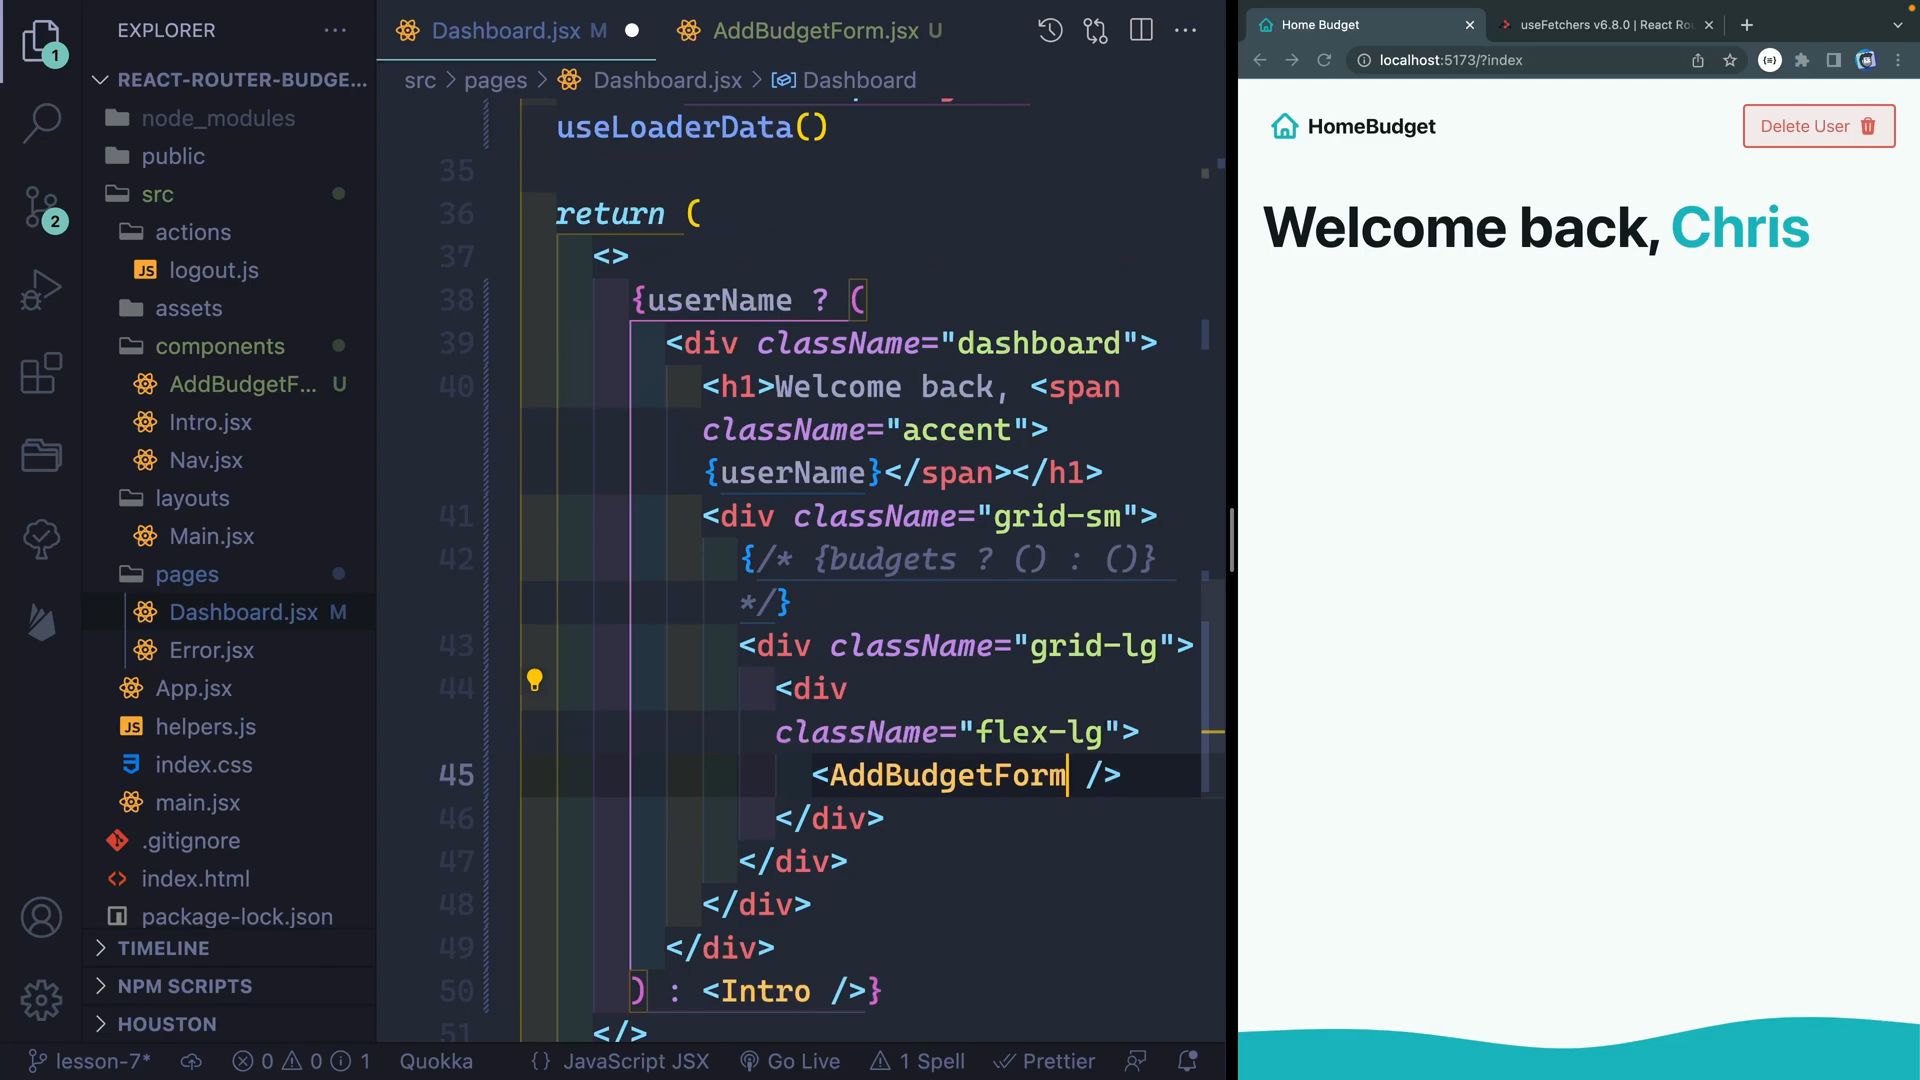 EXPLORER
REACT-ROUTER-BUDGE...
node_modules
public
src
actions
JS logout.js
assets
components
AddBudgetF... U
Intro.jsx
Nav.jsx
layouts
Main.jsx
pages
Dashboard.jsx M
Error.jsx
App.jsx
JS helpers.js
index.css
main.jsx
.gitignore
index.html
package-lock.json
TIMELINE
NPM SCRIPTS
HOUSTON
1
2
Dashboard.jsx M
AddBudgetForm.jsx U
src > pages > Dashboard.jsx > Dashboard
useLoaderData()
35
36 return (
37 <>
38 {userName ? (
39 <div className="dashboard">
40 <h1>Welcome back, <span
className="accent">
{userName}</span></h1>
41 <div className="grid-sm">
42 {/* {budgets ? () : ()}
*/}
43 <div className="grid-lg">
44 <div
className="flex-lg">
45 <AddBudgetForm />
46 </div>
47 </div>
48 </div>
49 </div>
50 ) : <Intro />}
51 </>
lesson-7* 0 0 1 Quokka {} JavaScript JSX Go Live 1 Spell Prettier
Home Budget
useFetchers v6.8.0 | React Rou
localhost:5173/?index
HomeBudget
Delete User
Welcome back, Chris